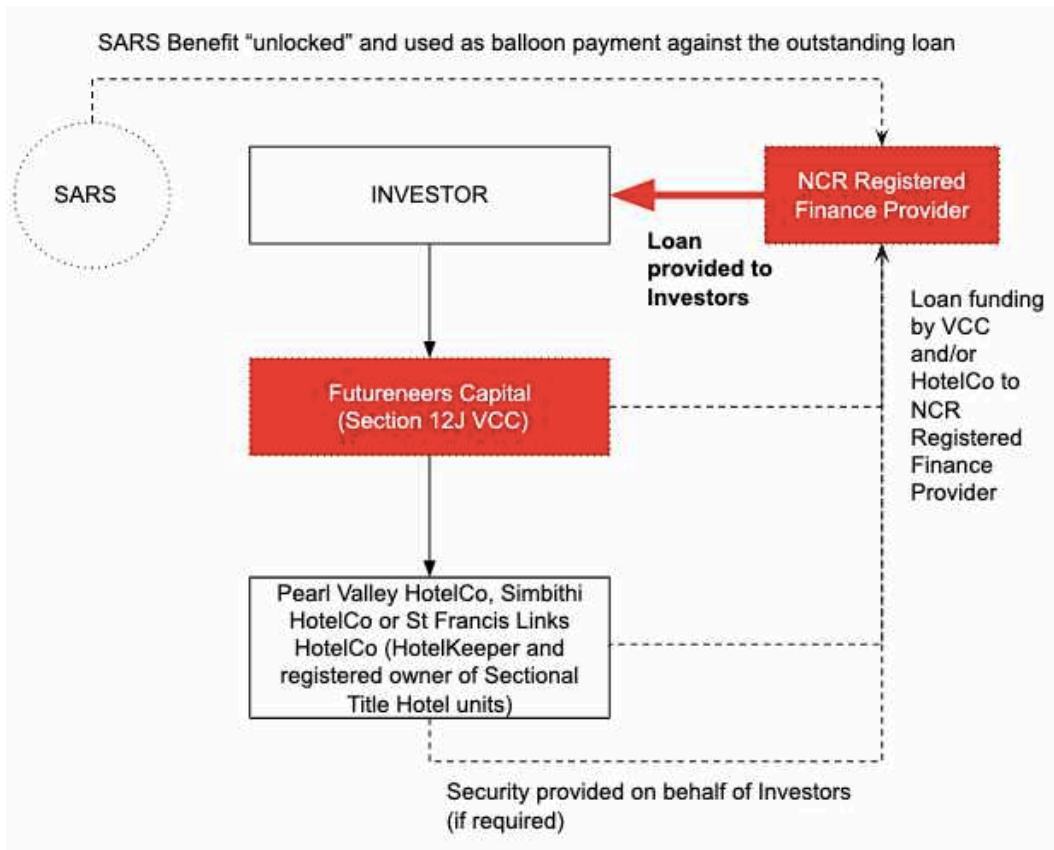 SARS Benefit “unlocked” and used as balloon payment against the outstanding loan
SARS
INVESTOR
NCR Registered
Finance Provider
Loan
provided to
Investors
Loan funding
by VCC
and/or
HotelCo to
NCR
Registered
Finance
Provider
Futureneers Capital
(Section 12J VCC)
Pearl Valley HotelCo, Simbithi
HotelCo or St Francis Links
HotelCo (HotelKeeper and
registered owner of Sectional
Title Hotel units)
Security provided on behalf of Investors
(if required)